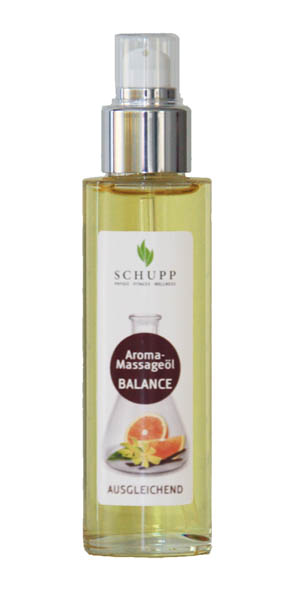 SCHUPP
PHYSIO FITNESS WELLNESS
Aroma-
Massageöl
BALANCE
AUSGLEICHEND